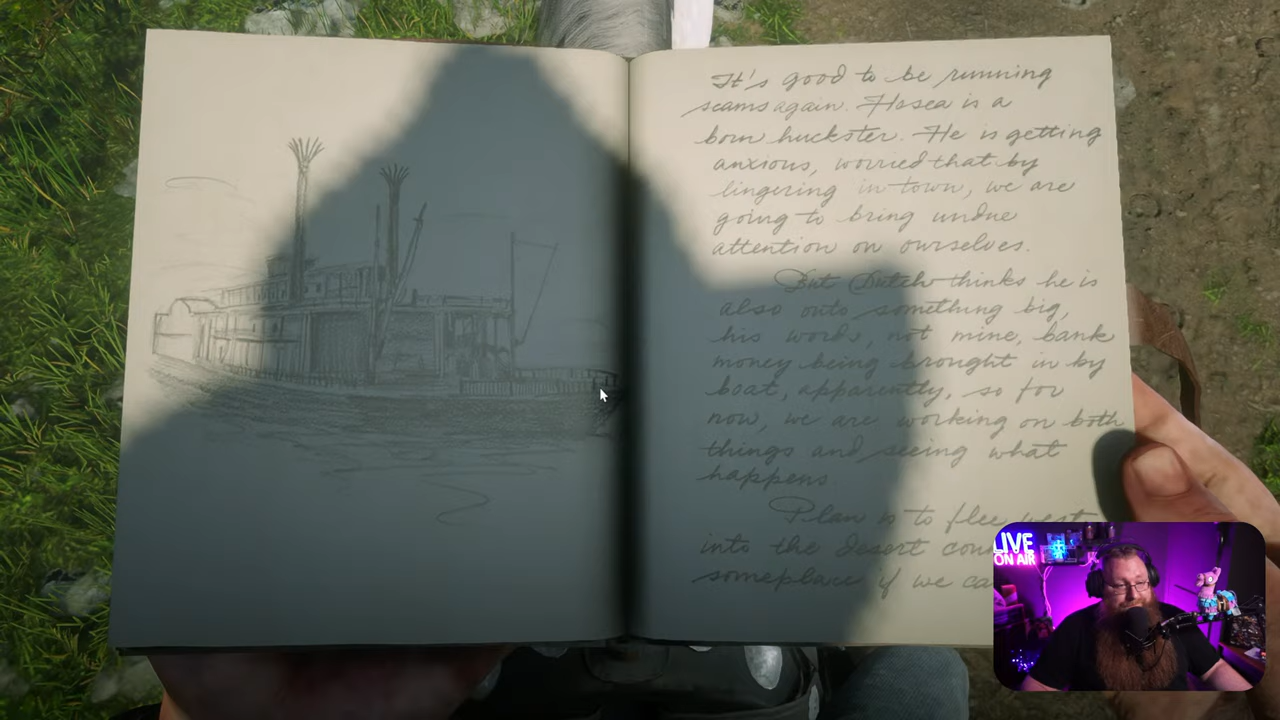 It's good to be running
scams again. Hosea is a
born huckster. He is getting
anxious, worried that by
lingering in town, we are
going to bring undue
attention on ourselves.
But Dutch thinks he is
also onto something big,
his words, not mine, bank
money being brought in by
boat, apparently, so for
now, we are working on both
things and seeing what
happens.
Plan is to flee west
into the desert
someplace if we
LIVE
ON AIR